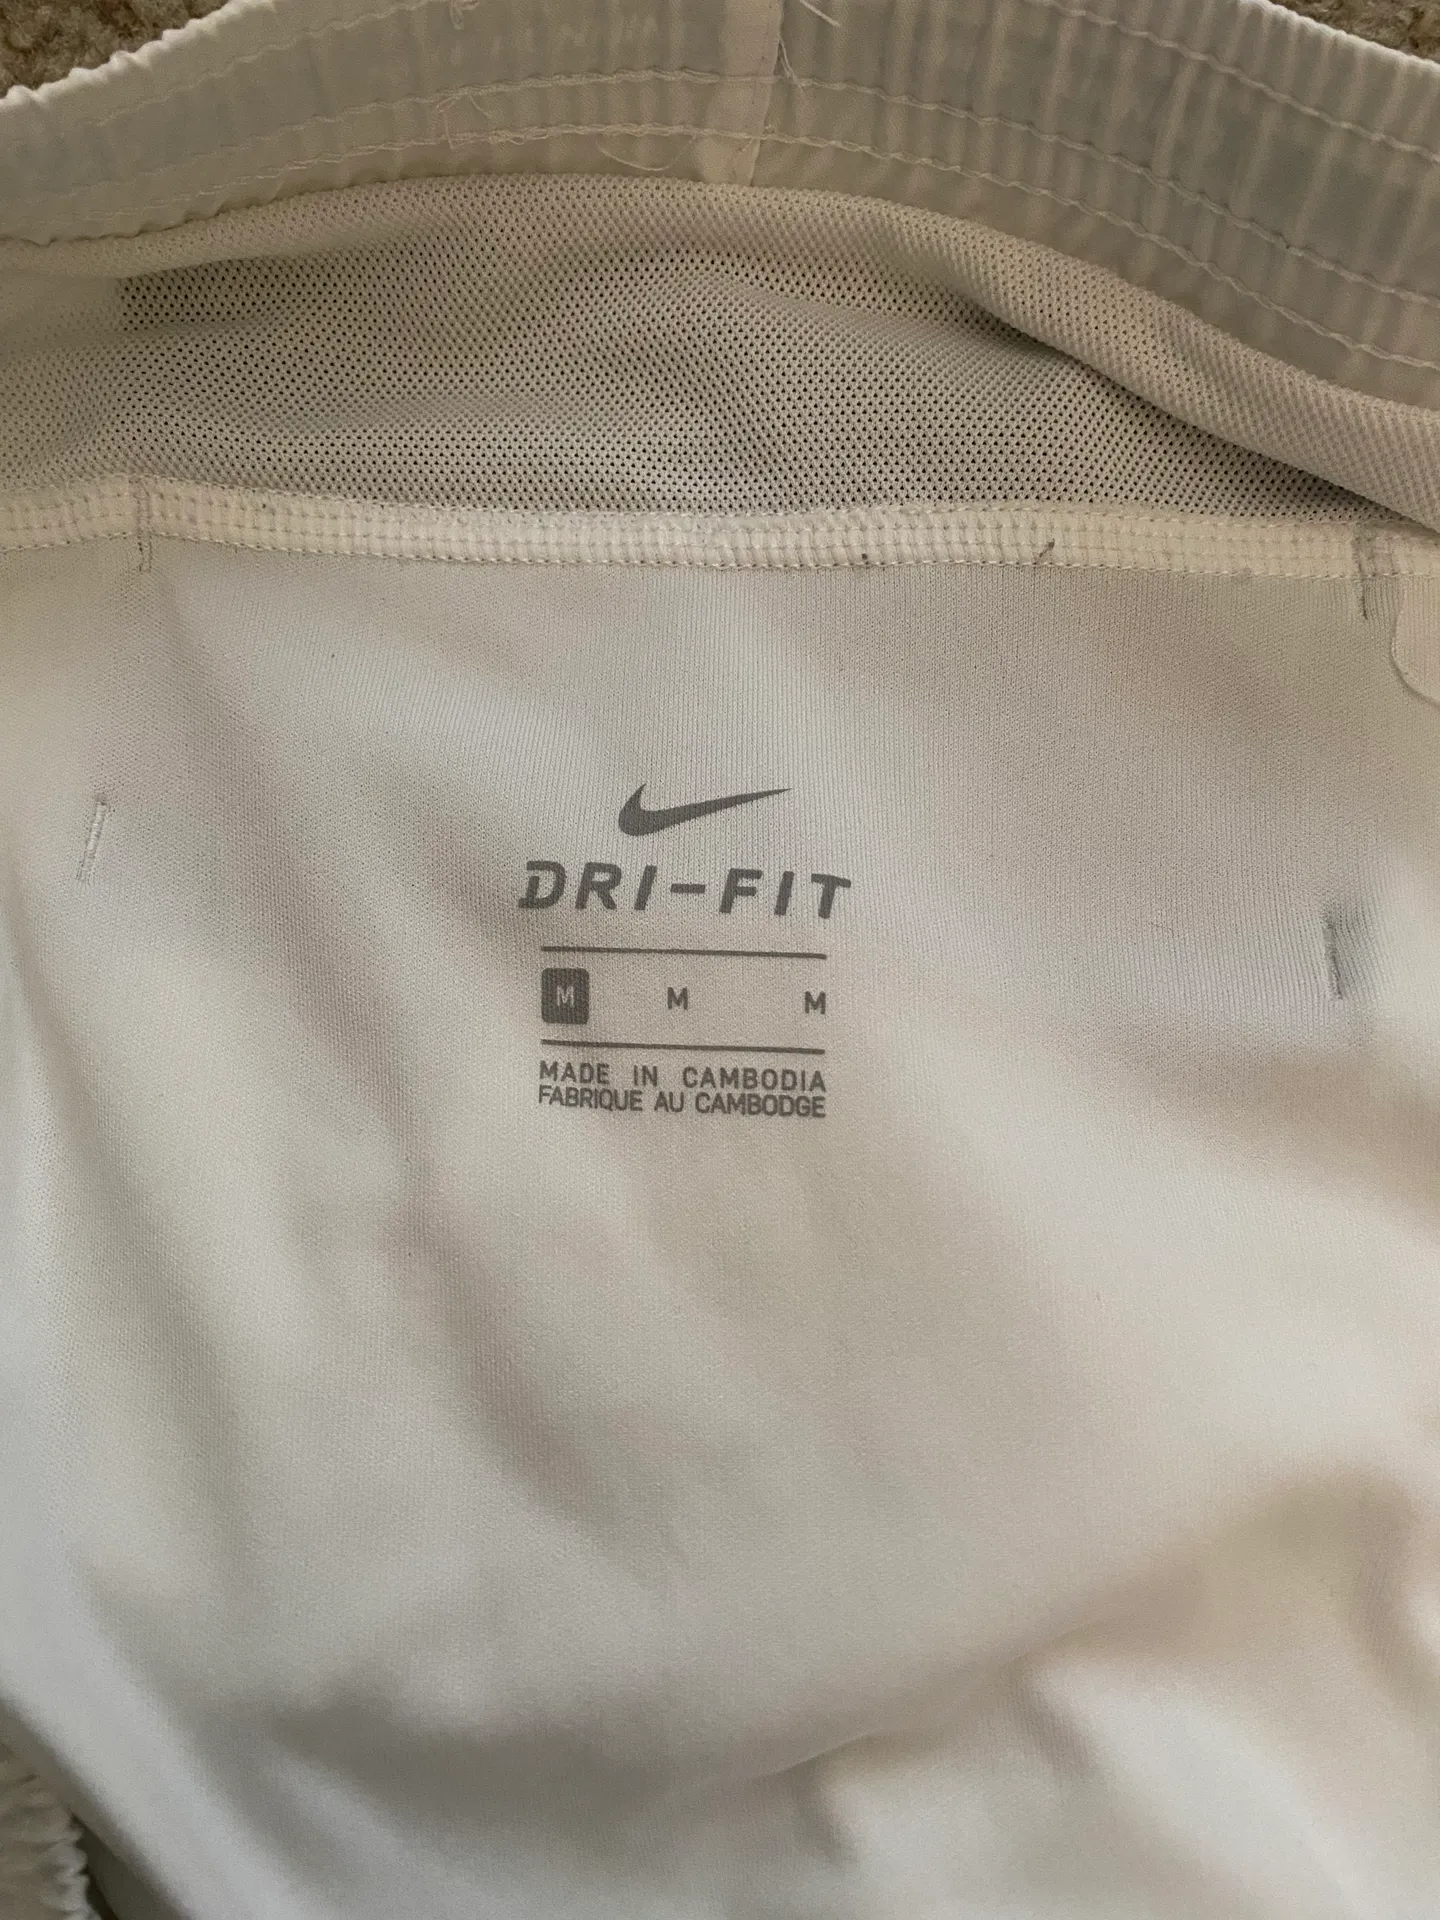 DRI-FIT
M M M
MADE IN CAMBODIA
FABRIQUE AU CAMBODGE